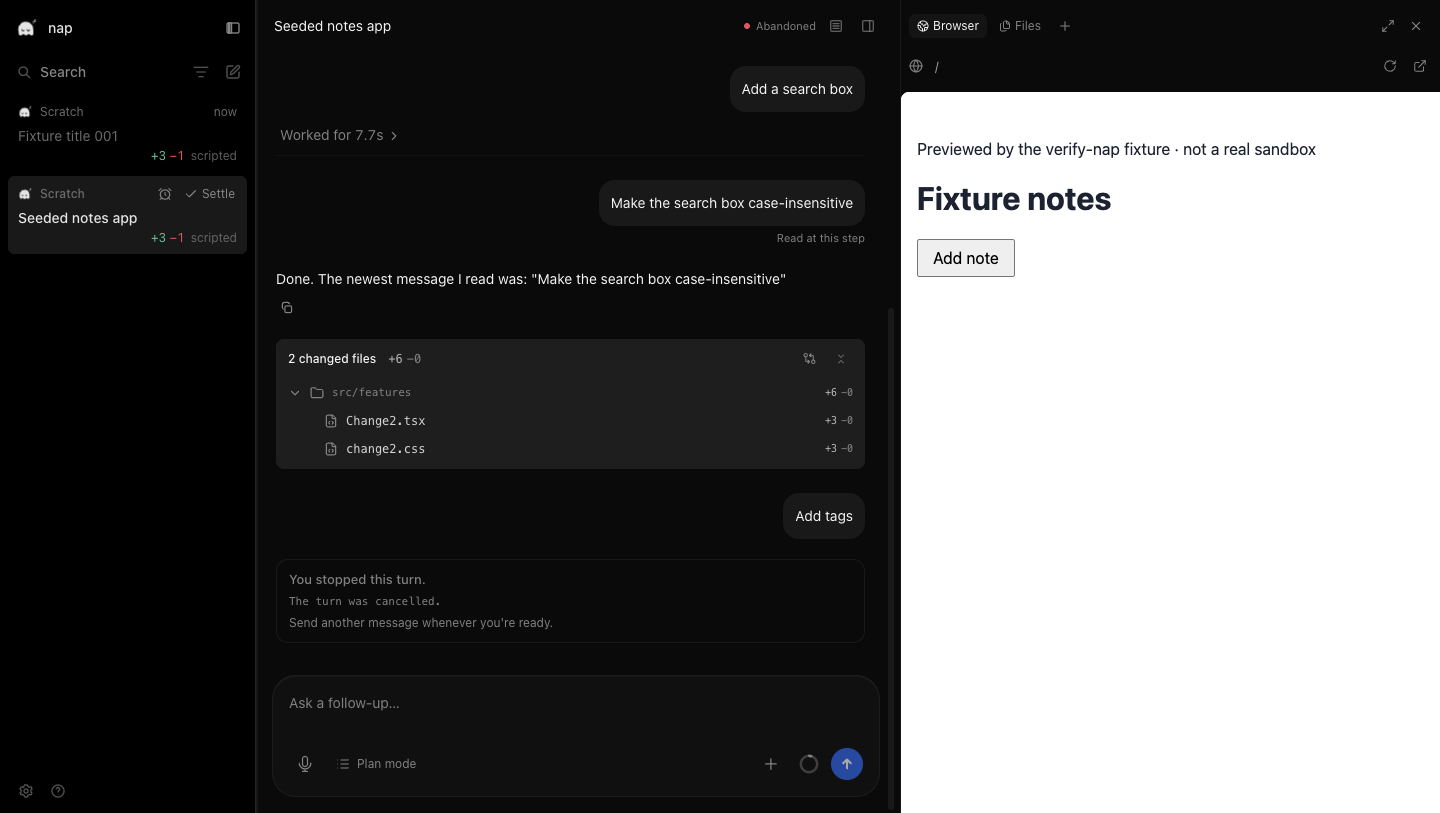 nap
Search
Scratch
now
Fixture title 001
+3 −1 scripted
Scratch
Settle
Seeded notes app
+3 −1 scripted
Seeded notes app
Abandoned
Add a search box
Worked for 7.7s
Make the search box case-insensitive
Read at this step
Done. The newest message I read was: "Make the search box case-insensitive"
2 changed files +6 −0
src/features +6 −0
Change2.tsx +3 −0
change2.css +3 −0
Add tags
You stopped this turn.
The turn was cancelled.
Send another message whenever you're ready.
Ask a follow-up...
Plan mode
Browser
Files
/
Previewed by the verify-nap fixture · not a real sandbox
Fixture notes
Add note